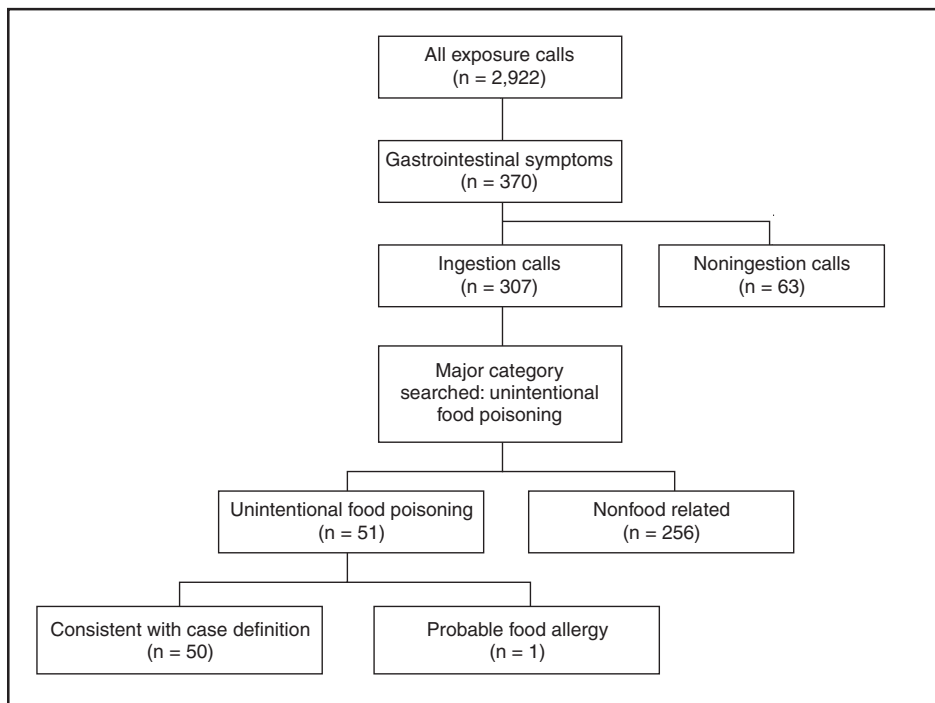 All exposure calls
(n = 2,922)
Gastrointestinal symptoms
(n = 370)
Ingestion calls
(n = 307)
Noningestion calls
(n = 63)
Major category
searched: unintentional
food poisoning
Unintentional food poisoning
(n = 51)
Nonfood related
(n = 256)
Consistent with case definition
(n = 50)
Probable food allergy
(n = 1)